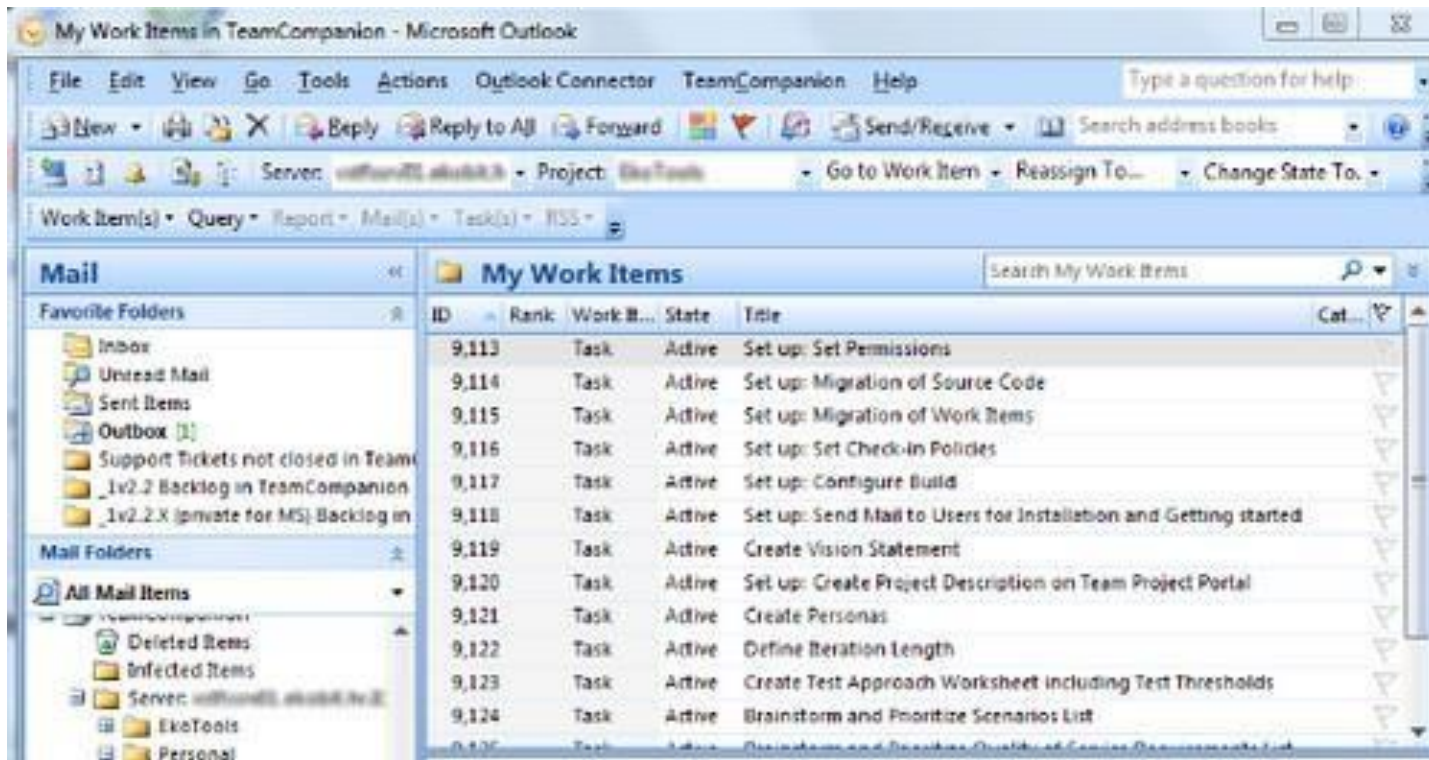 My Work Items in TeamCompanion - Microsoft Outlook
File Edit View Go Tools Actions Outlook Connector TeamCompanion Help Type a question for help
New Reply Reply to All Forward Send/Receive Search address books
Server: Project: Go to Work Item Reassign To... Change State To.
Work Item(s) Query Report Mail(s) Task(s) RSS
Mail My Work Items Search My Work Items
Favorite Folders ID Rank Work It... State Title Cat...
Inbox 9,113 Task Active Set up: Set Permissions
Unread Mail 9,114 Task Active Set up: Migration of Source Code
Sent Items 9,115 Task Active Set up: Migration of Work Items
Outbox [1] 9,116 Task Active Set up: Set Check-in Policies
Support Tickets not closed in Team
_1v2.2 Backlog in TeamCompanion 9,117 Task Active Set up: Configure Build
_1v2.2.X (private for MS) Backlog in 9,118 Task Active Set up: Send Mail to Users for Installation and Getting started
Mail Folders 9,119 Task Active Create Vision Statement
All Mail Items 9,120 Task Active Set up: Create Project Description on Team Project Portal
9,121 Task Active Create Personas
Deleted Items 9,122 Task Active Define Iteration Length
Infected Items
Server: 9,123 Task Active Create Test Approach Worksheet including Test Thresholds
EkoTools 9,124 Task Active Brainstorm and Prioritize Scenarios List
Personal